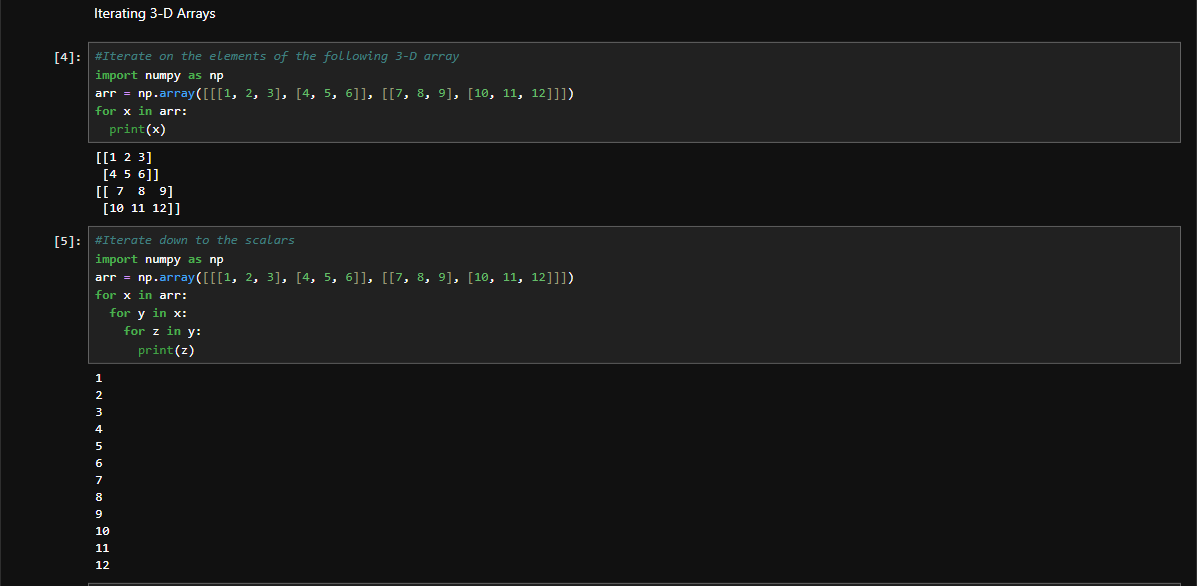 Iterating 3-D Arrays
[4]: #Iterate on the elements of the following 3-D array
import numpy as np
arr = np.array([[[1, 2, 3], [4, 5, 6]], [[7, 8, 9], [10, 11, 12]]])
for x in arr:
  print(x)
[[1 2 3]
 [4 5 6]]
[[ 7  8  9]
 [10 11 12]]
[5]: #Iterate down to the scalars
import numpy as np
arr = np.array([[[1, 2, 3], [4, 5, 6]], [[7, 8, 9], [10, 11, 12]]])
for x in arr:
  for y in x:
    for z in y:
      print(z)
1
2
3
4
5
6
7
8
9
10
11
12